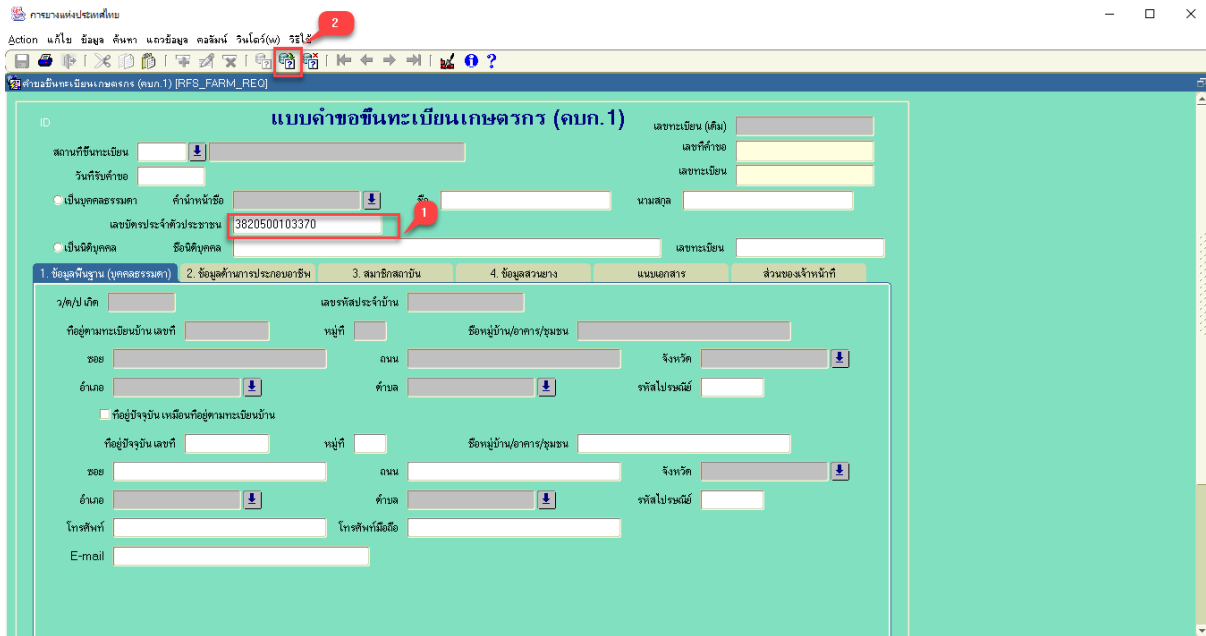 การยางแห่งประเทศไทย
2
Action แก้ไข ข้อมูล ค้นหา แถวข้อมูล คอลัมน์ วินโดว์(w) วิธีใช้
คำขอขึ้นทะเบียนเกษตรกร (คบก.1) [RFS_FARM_REQ]
ID แบบคำขอขึ้นทะเบียนเกษตรกร (คบก.1) เลขทะเบียน (เดิม)
สถานที่ขึ้นทะเบียน เลขที่คำขอ
วันที่รับคำขอ เลขทะเบียน
เป็นบุคคลธรรมดา คำนำหน้าชื่อ ชื่อ นามสกุล
1
เลขบัตรประจำตัวประชาชน 3820500103370
เป็นนิติบุคคล ชื่อนิติบุคคล เลขทะเบียน
1. ข้อมูลพื้นฐาน (บุคคลธรรมดา) 2. ข้อมูลด้านการประกอบอาชีพ 3. สมาชิกสถาบัน 4. ข้อมูลสวนยาง แนบเอกสาร ส่วนของเจ้าหน้าที่
ว/ด/ป เกิด เลขรหัสประจำบ้าน
ที่อยู่ตามทะเบียนบ้าน เลขที่ หมู่ที่ ชื่อหมู่บ้าน/อาคาร/ชุมชน
ซอย ถนน จังหวัด
อำเภอ ตำบล รหัสไปรษณีย์
ที่อยู่ปัจจุบัน เหมือนที่อยู่ตามทะเบียนบ้าน
ที่อยู่ปัจจุบัน เลขที่ หมู่ที่ ชื่อหมู่บ้าน/อาคาร/ชุมชน
ซอย ถนน จังหวัด
อำเภอ ตำบล รหัสไปรษณีย์
โทรศัพท์ โทรศัพท์มือถือ
E-mail